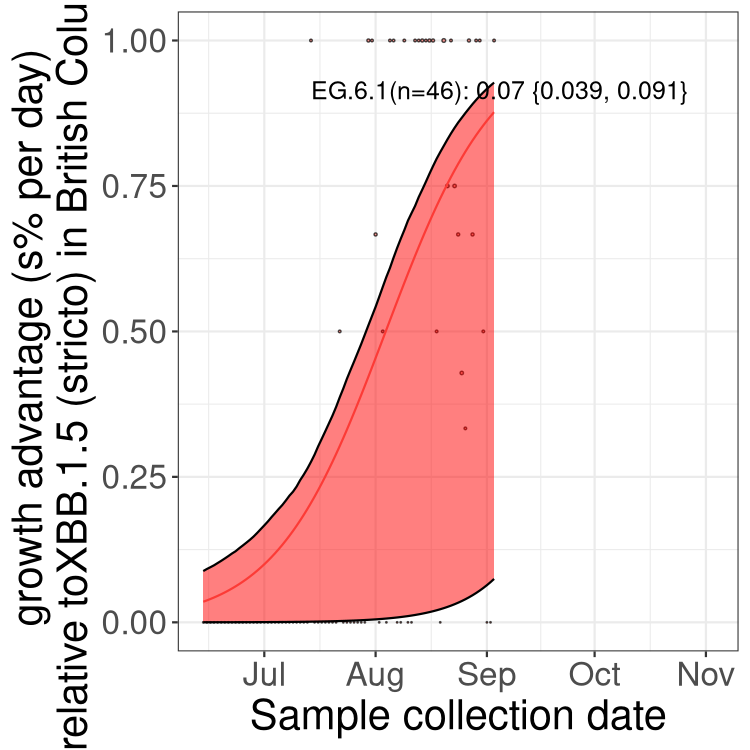 growth advantage (s% per day)
relative toXBB.1.5 (stricto) in British Colu
1.00
0.75
0.50
0.25
0.00
EG.6.1(n=46): 0.07 {0.039, 0.091}
Jul Aug Sep Oct Nov
Sample collection date